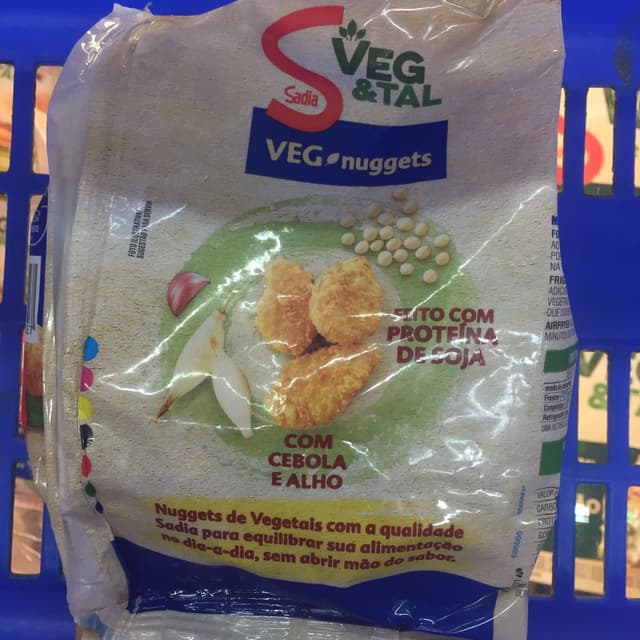 S
Sadia
VEG
&TAL
VEG nuggets
FEITO COM
PROTEÍNA
DE SOJA
COM
CEBOLA
E ALHO
Nuggets de Vegetais com a qualidade
Sadia para equilibrar sua alimentação
no dia-a-dia, sem abrir mão do sabor.